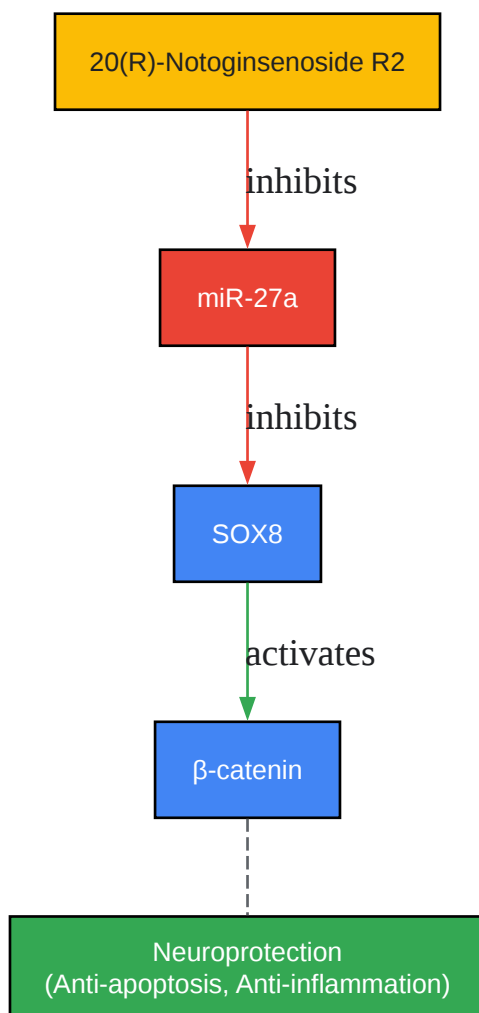 20(R)-Notoginsenoside R2
inhibits
miR-27a
inhibits
SOX8
activates
β-catenin
Neuroprotection
(Anti-apoptosis, Anti-inflammation)